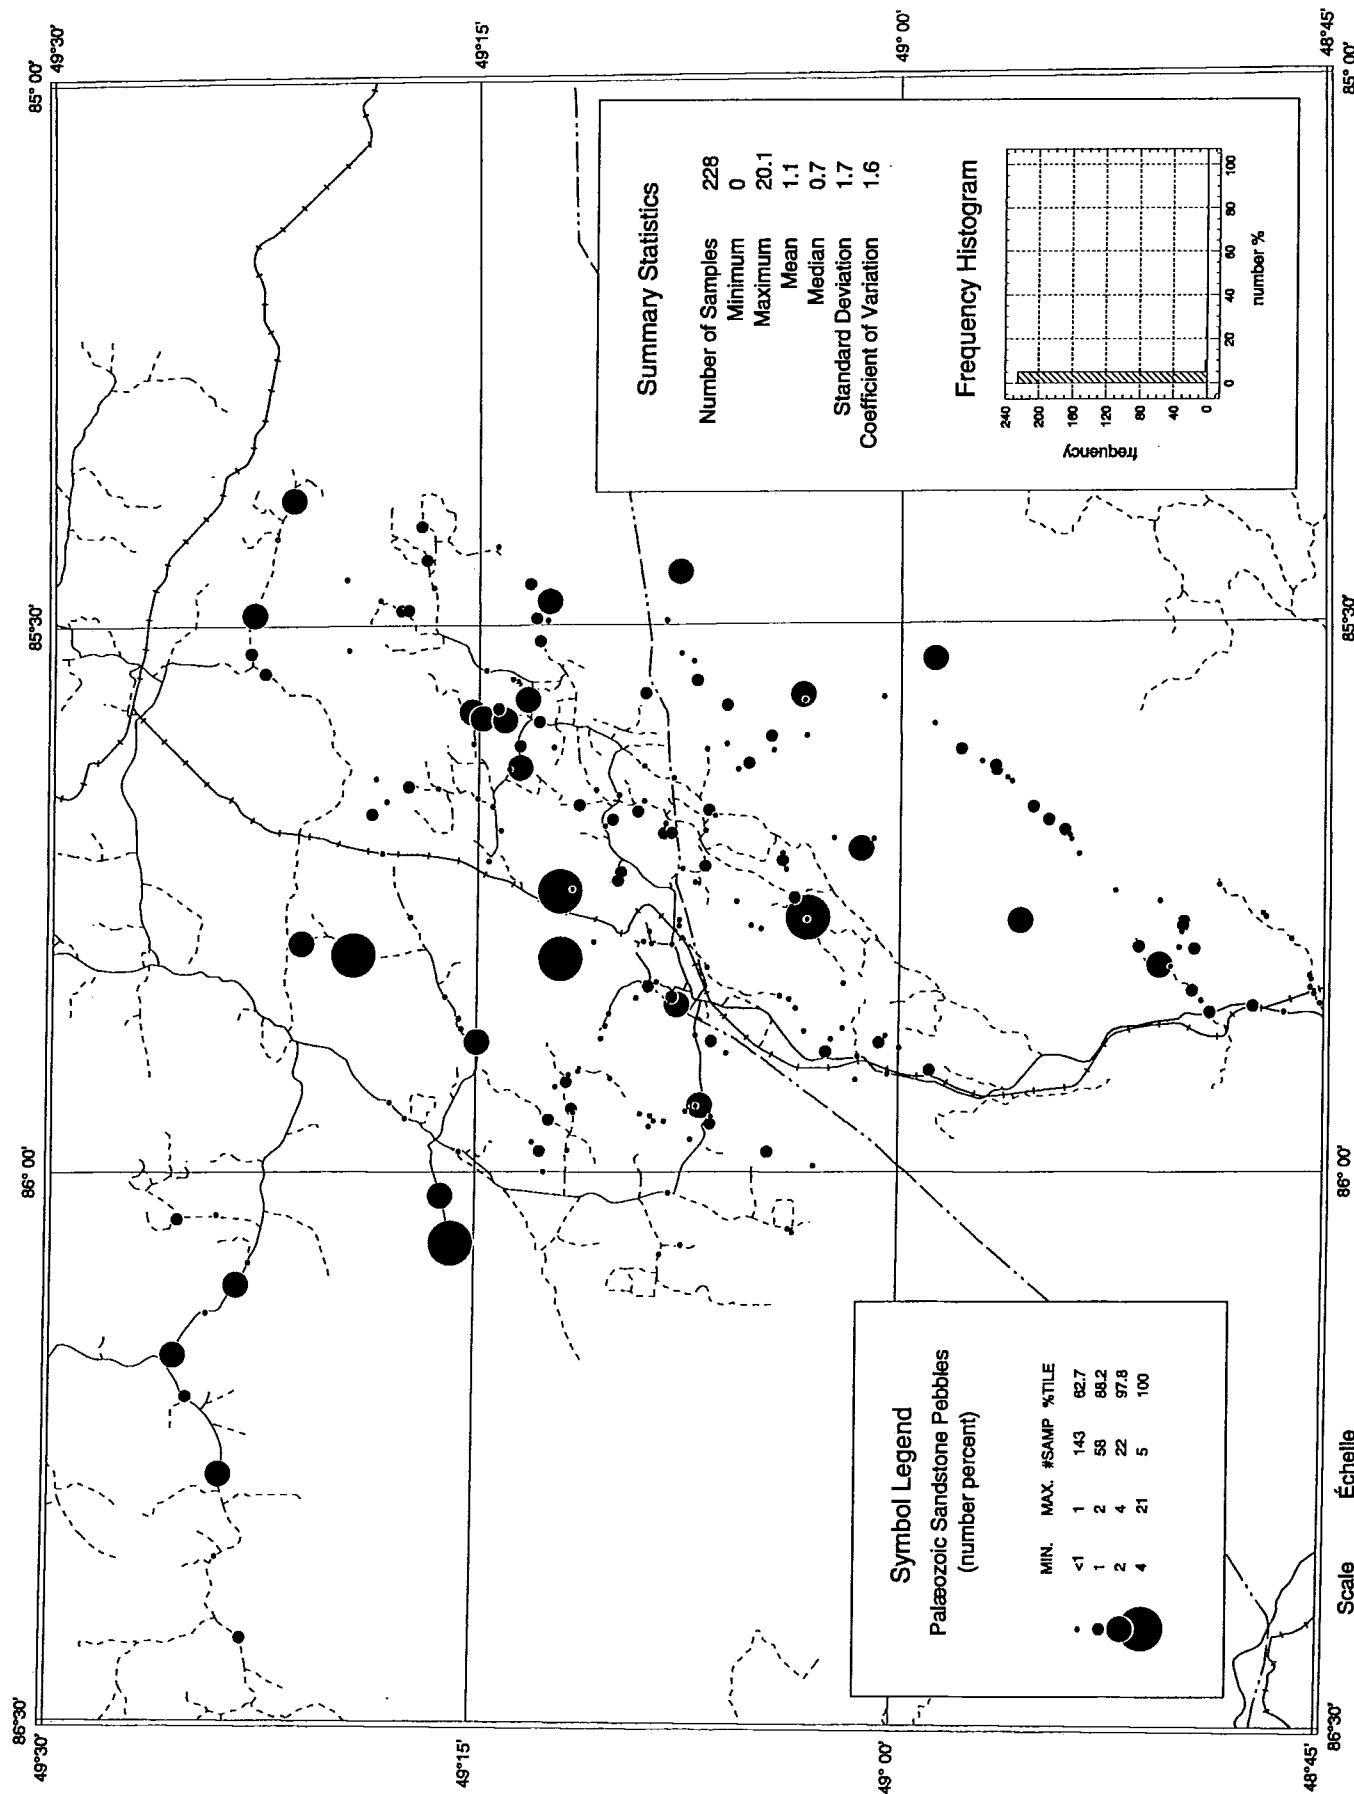 86°30'
86° 00'
85°30'
85° 00'
49°30'
49°30'
49°15'
49°15'
49° 00'
49° 00'
48°45'
48°45'
86°30'
86° 00'
85°30'
85° 00'
Symbol Legend
Palæozoic Sandstone Pebbles
(number percent)
MIN. MAX. #SAMP %TILE
<1 1 143 62.7
1 2 58 88.2
2 4 22 97.8
4 21 5 100
Summary Statistics
Number of Samples 228
Minimum 0
Maximum 20.1
Mean 1.1
Median 0.7
Standard Deviation 1.7
Coefficient of Variation 1.6
Frequency Histogram
frequency
240
200
160
120
80
40
0
0 20 40 60 80 100
number %
Scale Échelle